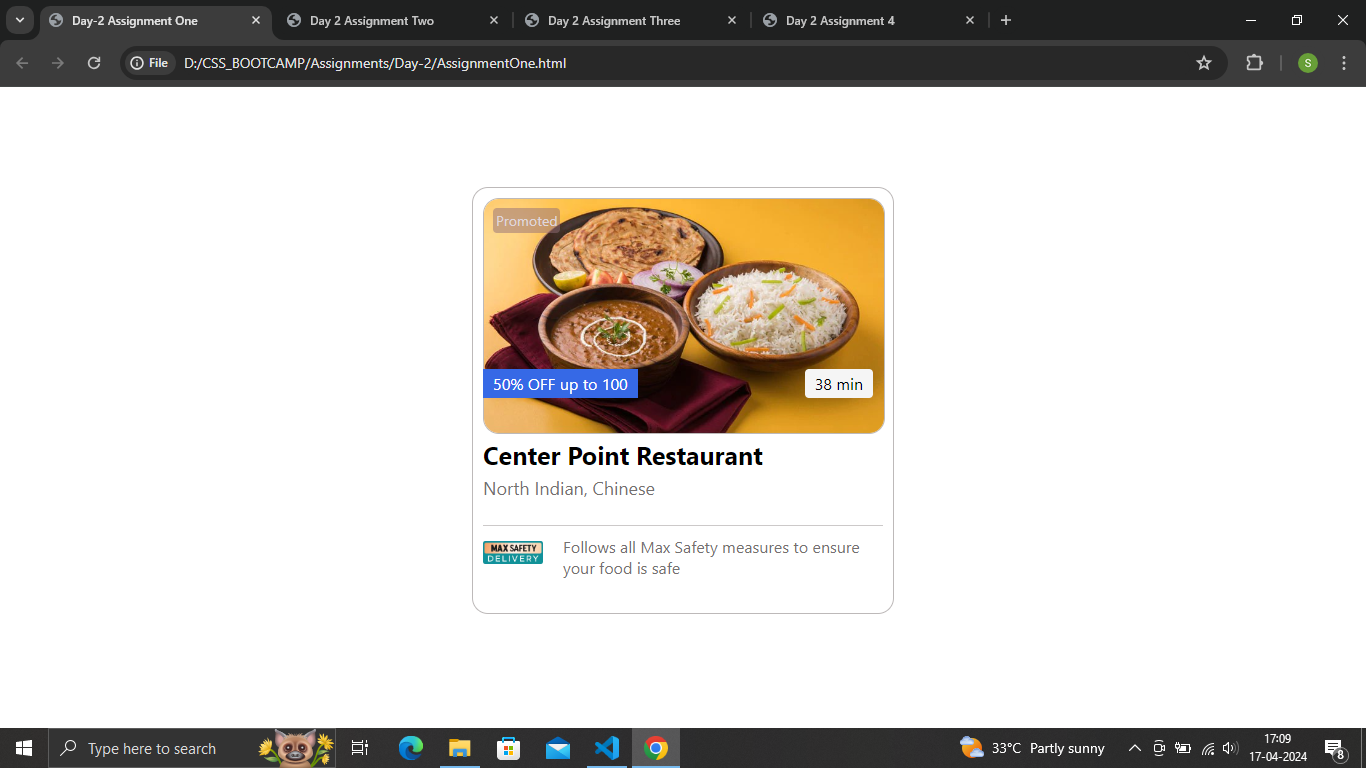 Day-2 Assignment One
Day 2 Assignment Two
Day 2 Assignment Three
Day 2 Assignment 4
File
D:/CSS_BOOTCAMP/Assignments/Day-2/AssignmentOne.html
S
Promoted
50% OFF up to 100
38 min
Center Point Restaurant
North Indian, Chinese
MAX SAFETY
DELIVERY
Follows all Max Safety measures to ensure
your food is safe
Type here to search
33°C Partly sunny
17:09
17-04-2024
8